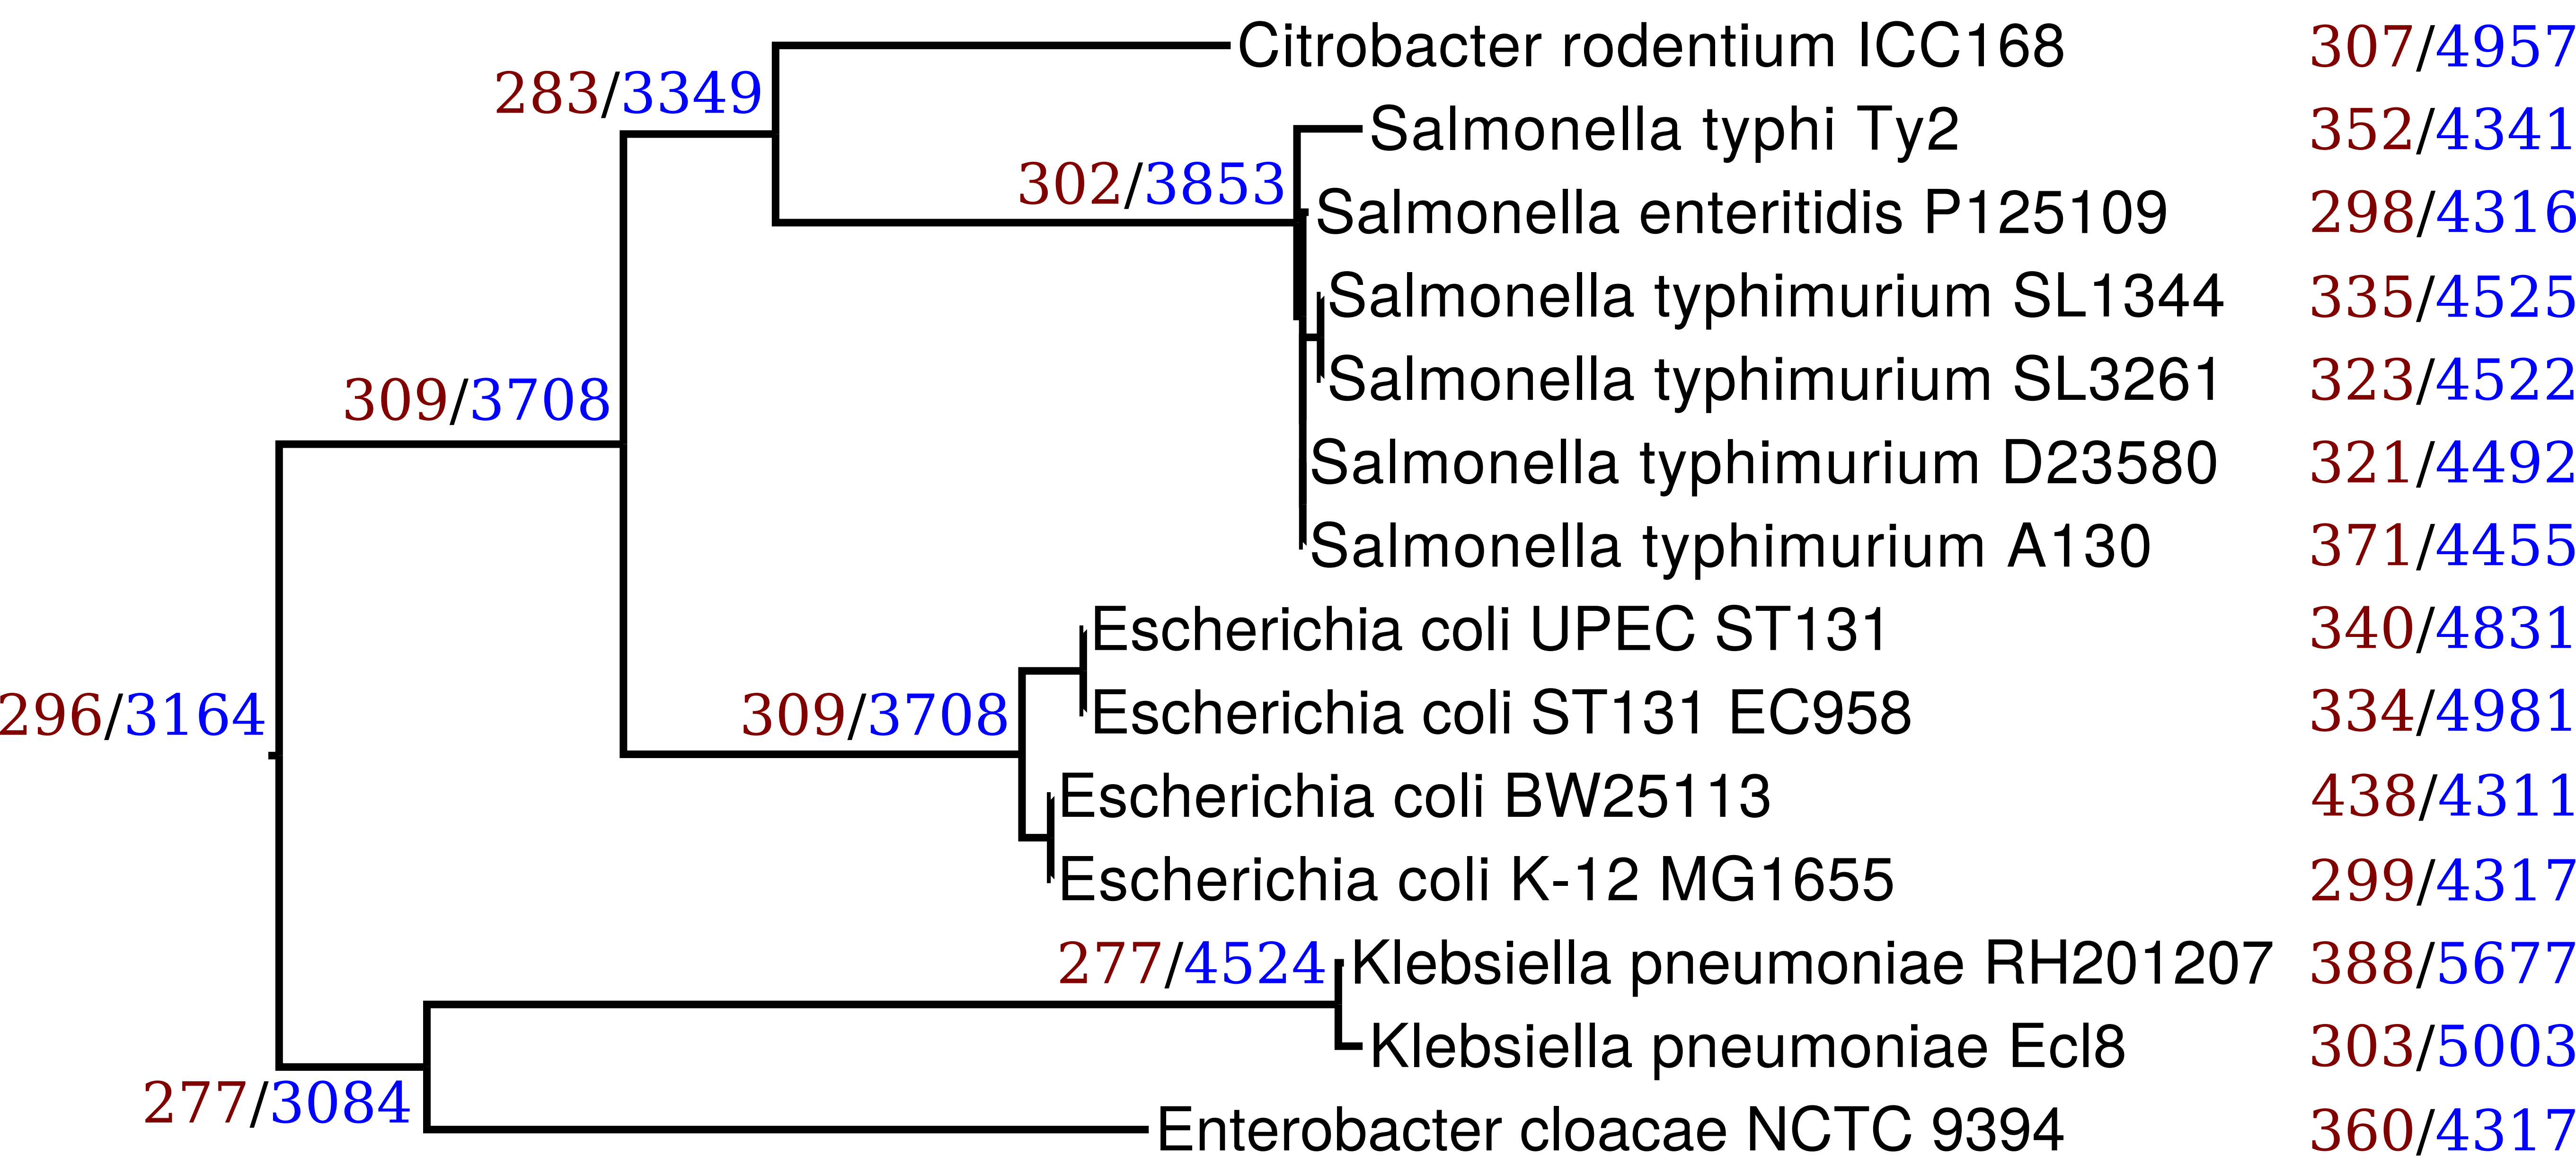 Citrobacter rodentium ICC168 307/4957
283/3349
Salmonella typhi Ty2 352/4341
302/3853
Salmonella enteritidis P125109 298/4316
Salmonella typhimurium SL1344 335/4525
Salmonella typhimurium SL3261 323/4522
309/3708
Salmonella typhimurium D23580 321/4492
Salmonella typhimurium A130 371/4455
Escherichia coli UPEC ST131 340/4831
Escherichia coli ST131 EC958 334/4981
296/3164
309/3708
Escherichia coli BW25113 438/4311
Escherichia coli K-12 MG1655 299/4317
277/4524
Klebsiella pneumoniae RH201207 388/5677
Klebsiella pneumoniae Ecl8 303/5003
277/3084
Enterobacter cloacae NCTC 9394 360/4317